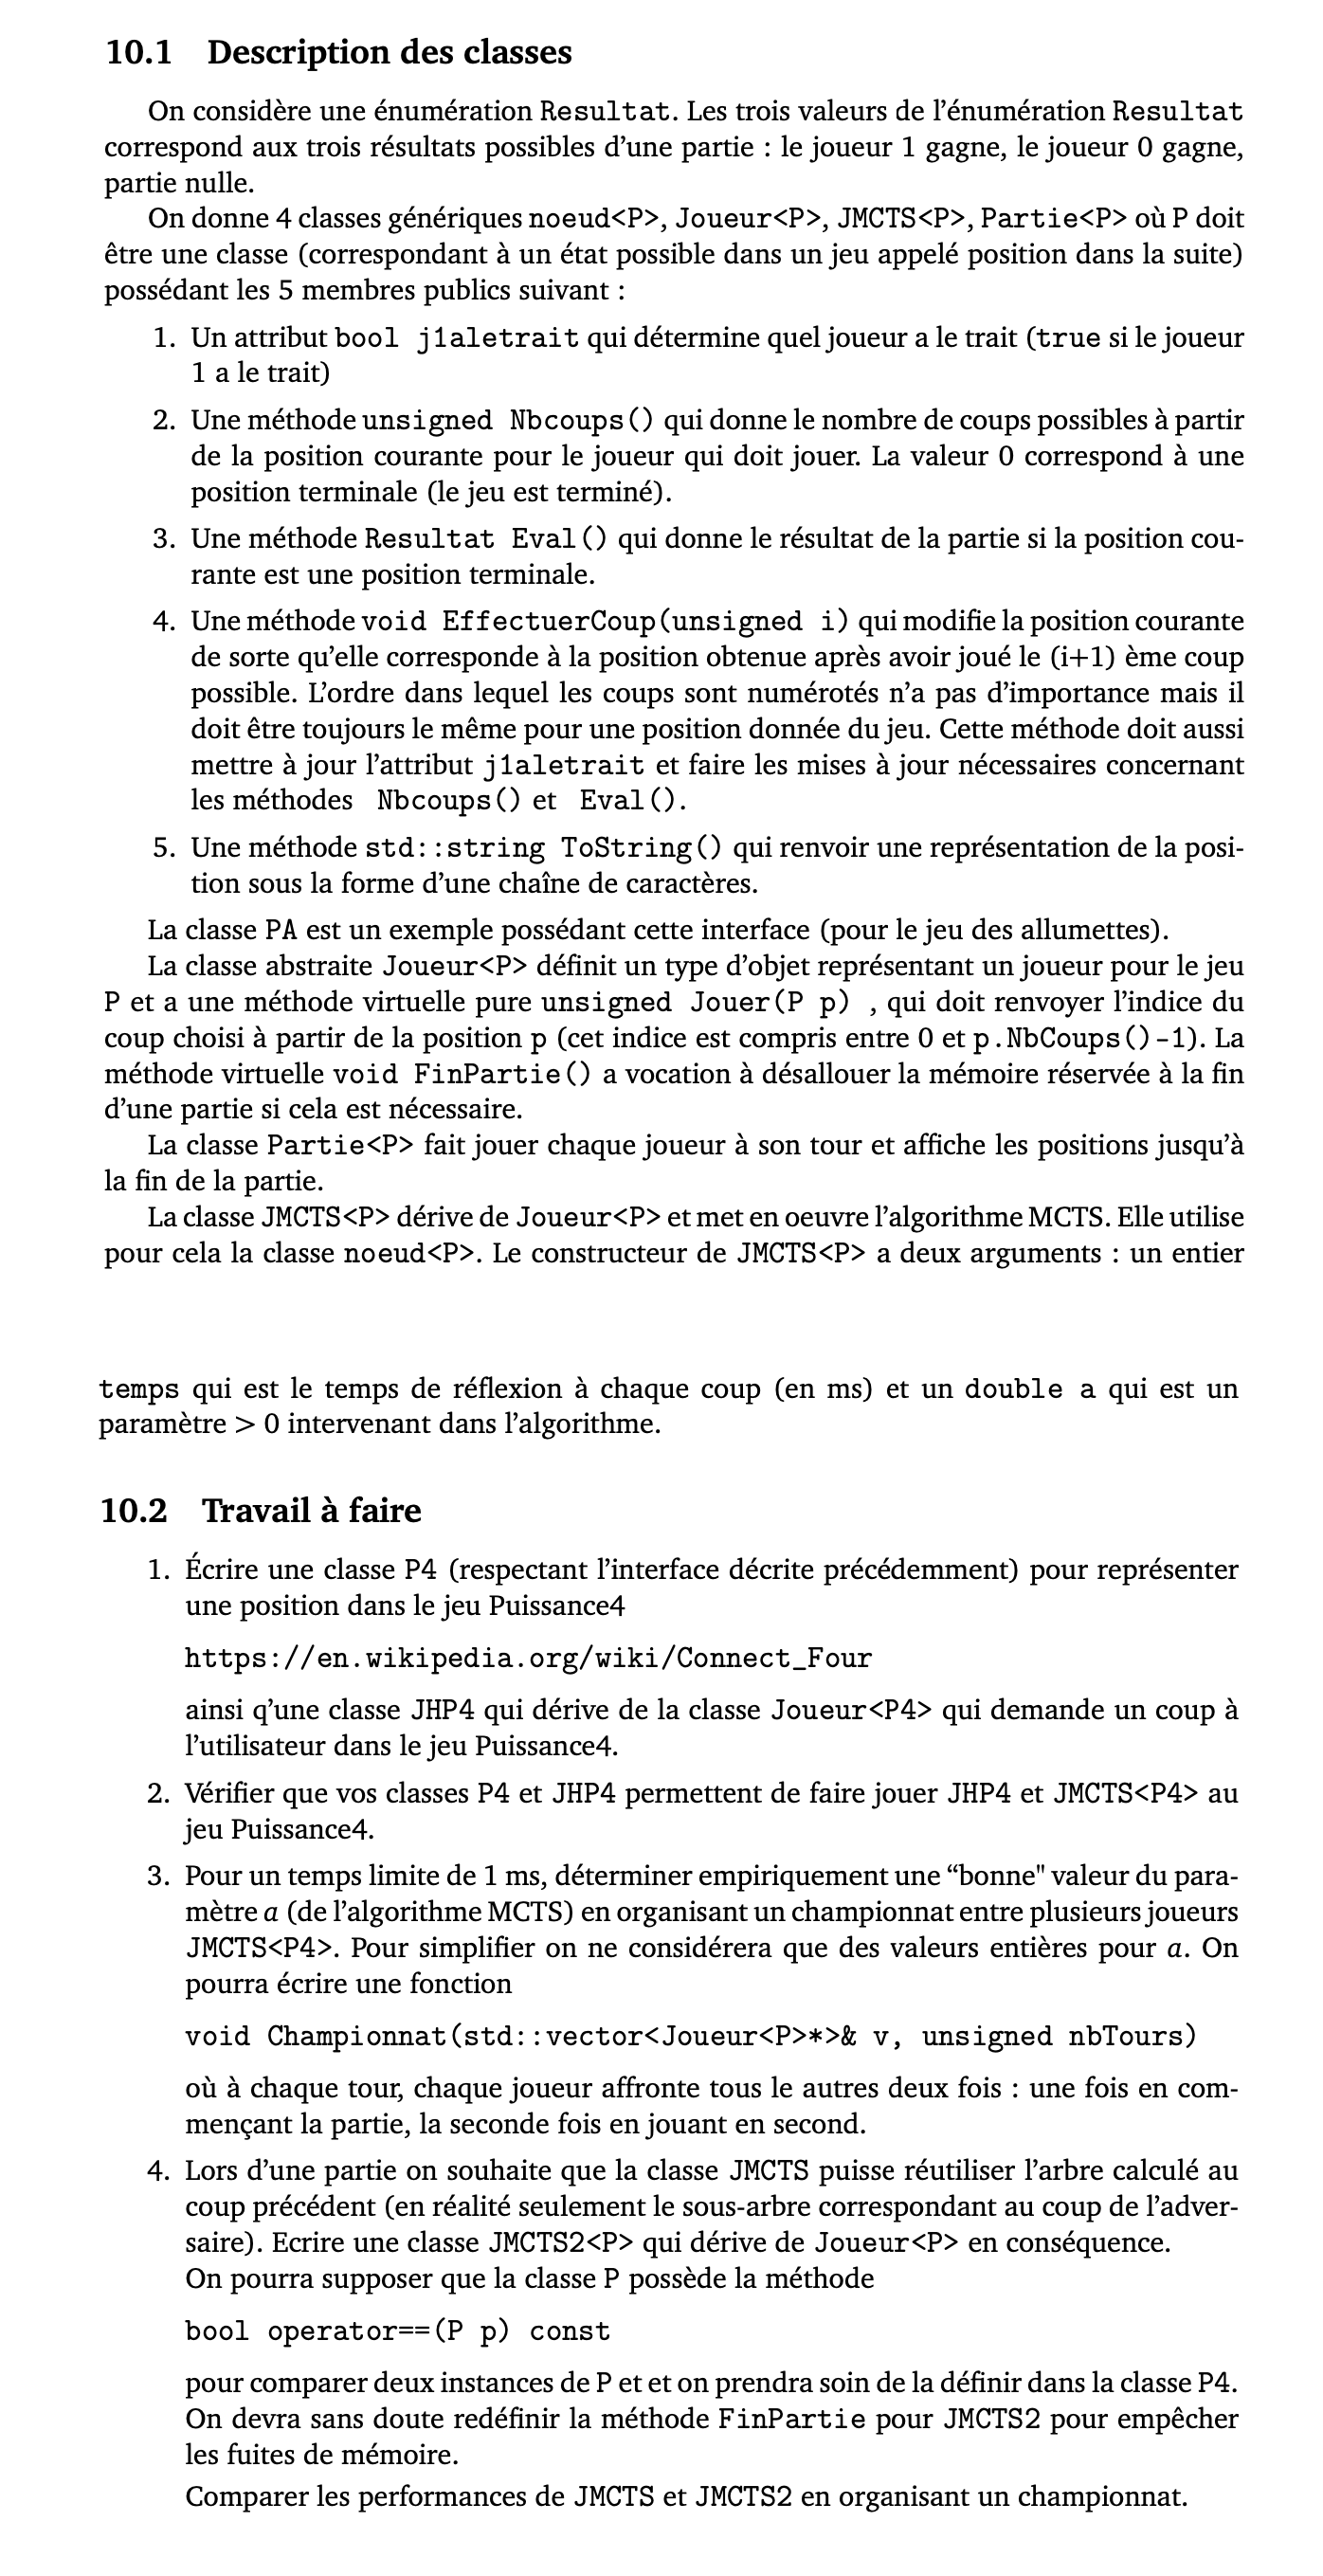 10.1 Description des classes
On considère une énumération Resultat. Les trois valeurs de l'énumération Resultat
correspond aux trois résultats possibles d'une partie : le joueur 1 gagne, le joueur 0 gagne,
partie nulle.
On donne 4 classes génériques noeud<P>, Joueur<P>, JMCTS<P>, Partie<P> où P doit
être une classe (correspondant à un état possible dans un jeu appelé position dans la suite)
possédant les 5 membres publics suivant :
1. Un attribut bool j1aletrait qui détermine quel joueur a le trait (true si le joueur
1 a le trait)
2. Une méthode unsigned Nbcoups() qui donne le nombre de coups possibles à partir
de la position courante pour le joueur qui doit jouer. La valeur 0 correspond à une
position terminale (le jeu est terminé).
3. Une méthode Resultat Eval() qui donne le résultat de la partie si la position cou-
rante est une position terminale.
4. Une méthode void EffectuerCoup(unsigned i) qui modifie la position courante
de sorte qu'elle corresponde à la position obtenue après avoir joué le (i+1) ème coup
possible. L'ordre dans lequel les coups sont numérotés n'a pas d'importance mais il
doit être toujours le même pour une position donnée du jeu. Cette méthode doit aussi
mettre à jour l'attribut j1aletrait et faire les mises à jour nécessaires concernant
les méthodes Nbcoups() et Eval().
5. Une méthode std::string ToString() qui renvoir une représentation de la posi-
tion sous la forme d'une chaîne de caractères.
La classe PA est un exemple possédant cette interface (pour le jeu des allumettes).
La classe abstraite Joueur<P> définit un type d'objet représentant un joueur pour le jeu
P et a une méthode virtuelle pure unsigned Jouer(P p) , qui doit renvoyer l'indice du
coup choisi à partir de la position p (cet indice est compris entre 0 et p.NbCoups()-1). La
méthode virtuelle void FinPartie() a vocation à désallouer la mémoire réservée à la fin
d'une partie si cela est nécessaire.
La classe Partie<P> fait jouer chaque joueur à son tour et affiche les positions jusqu'à
la fin de la partie.
La classe JMCTS<P> dérive de Joueur<P> et met en oeuvre l'algorithme MCTS. Elle utilise
pour cela la classe noeud<P>. Le constructeur de JMCTS<P> a deux arguments : un entier
temps qui est le temps de réflexion à chaque coup (en ms) et un double a qui est un
paramètre > 0 intervenant dans l'algorithme.
10.2 Travail à faire
1. Écrire une classe P4 (respectant l'interface décrite précédemment) pour représenter
une position dans le jeu Puissance4
https://en.wikipedia.org/wiki/Connect_Four
ainsi q'une classe JHP4 qui dérive de la classe Joueur<P4> qui demande un coup à
l'utilisateur dans le jeu Puissance4.
2. Vérifier que vos classes P4 et JHP4 permettent de faire jouer JHP4 et JMCTS<P4> au
jeu Puissance4.
3. Pour un temps limite de 1 ms, déterminer empiriquement une “bonne" valeur du para-
mètre a (de l'algorithme MCTS) en organisant un championnat entre plusieurs joueurs
JMCTS<P4>. Pour simplifier on ne considérera que des valeurs entières pour a. On
pourra écrire une fonction
void Championnat(std::vector<Joueur<P>*>& v, unsigned nbTours)
où à chaque tour, chaque joueur affronte tous le autres deux fois : une fois en com-
mençant la partie, la seconde fois en jouant en second.
4. Lors d'une partie on souhaite que la classe JMCTS puisse réutiliser l'arbre calculé au
coup précédent (en réalité seulement le sous-arbre correspondant au coup de l'adver-
saire). Ecrire une classe JMCTS2<P> qui dérive de Joueur<P> en conséquence.
On pourra supposer que la classe P possède la méthode
bool operator==(P p) const
pour comparer deux instances de P et et on prendra soin de la définir dans la classe P4.
On devra sans doute redéfinir la méthode FinPartie pour JMCTS2 pour empêcher
les fuites de mémoire.
Comparer les performances de JMCTS et JMCTS2 en organisant un championnat.